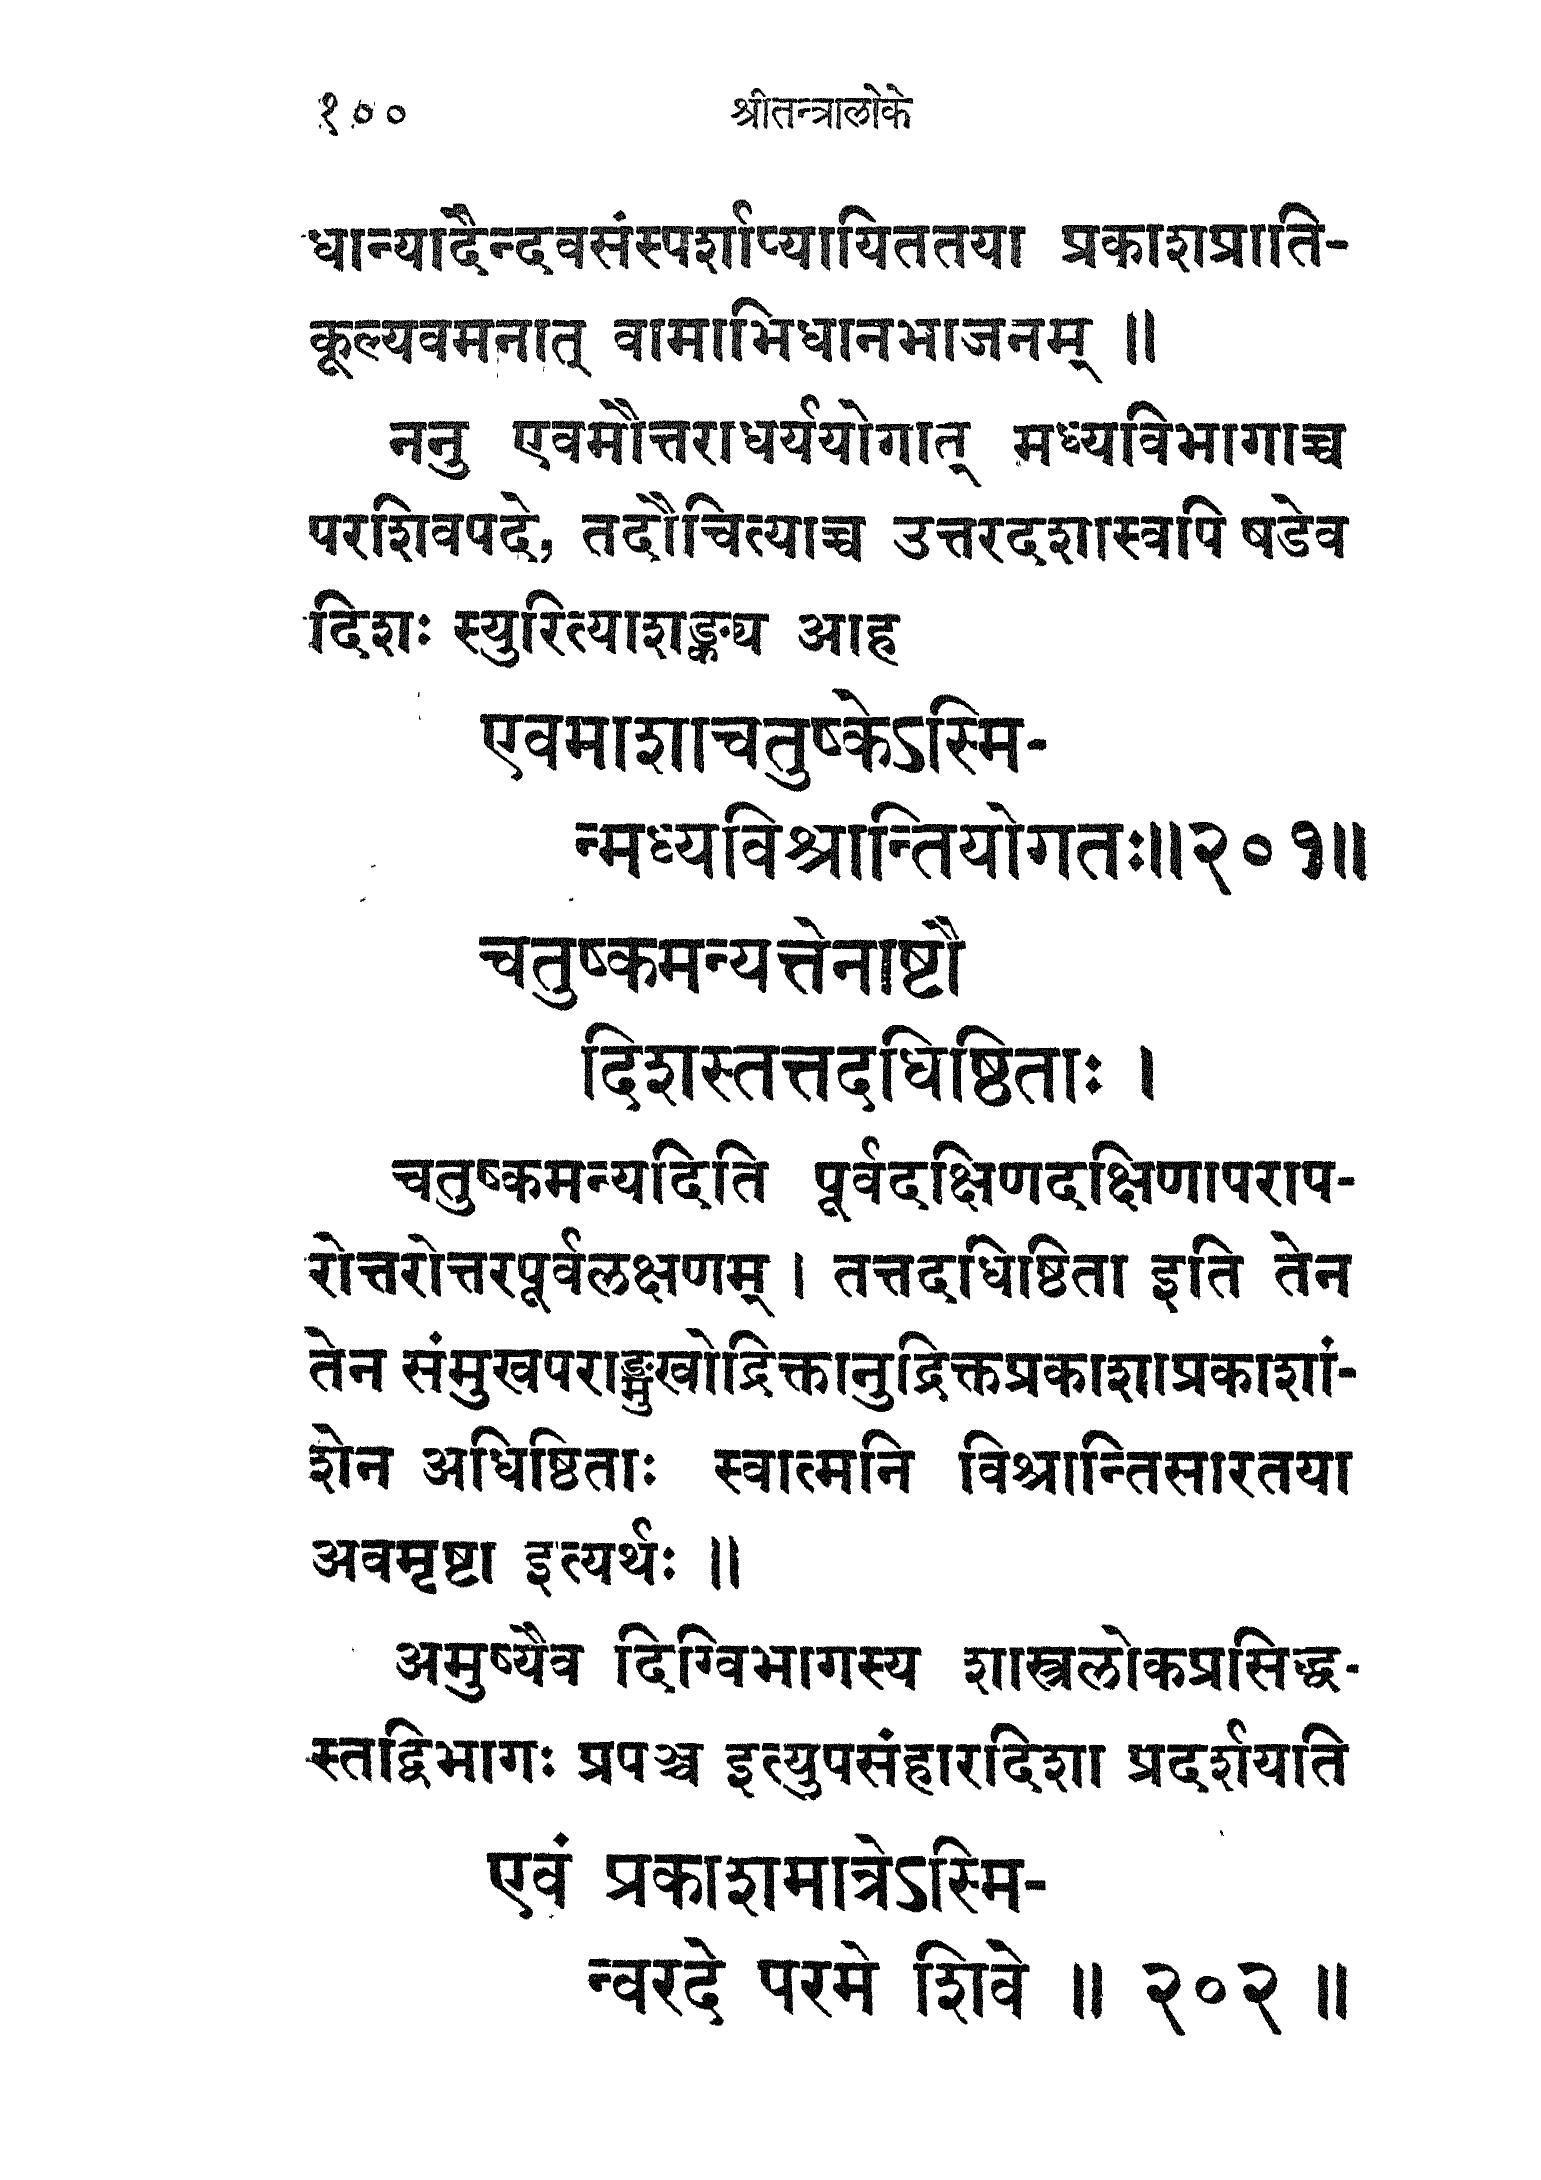 १०० श्रीतन्त्रालोके
धान्यादैन्दवसंस्पर्शाप्यायिततया प्रकाशप्राति-
कूल्यवमनात् वामाभिधानभाजनम् ॥
ननु एवमौत्तराधर्ययोगात् मध्यविभागाच्च
परशिवपदे, तदौचित्याच्च उत्तरदशास्वपि षडेव
दिशः स्युरित्याशङ्क्य आह
एवमाशाचतुष्केऽस्मि-
न्मध्यविश्रान्तियोगतः॥२०१॥
चतुष्कमन्यत्तेनाष्टौ
दिशस्तत्तदधिष्ठिताः ।
चतुष्कमन्यदिति पूर्वदक्षिणदक्षिणापराप-
रोत्तरोत्तरपूर्वलक्षणम् । तत्तदधिष्ठिता इति तेन
तेन संमुखपराङ्मुखोद्रिक्तानुद्रिक्तप्रकाशाप्रकाशां-
शेन अधिष्ठिताः स्वात्मनि विश्रान्तिसारतया
अवमृष्टा इत्यर्थः ॥
अमुष्यैव दिग्विभागस्य शास्त्रलोकप्रसिद्ध-
स्तद्विभागः प्रपञ्च इत्युपसंहारदिशा प्रदर्शयति
एवं प्रकाशमात्रेऽस्मि-
न्वरदे परमे शिवे ॥ २०२ ॥